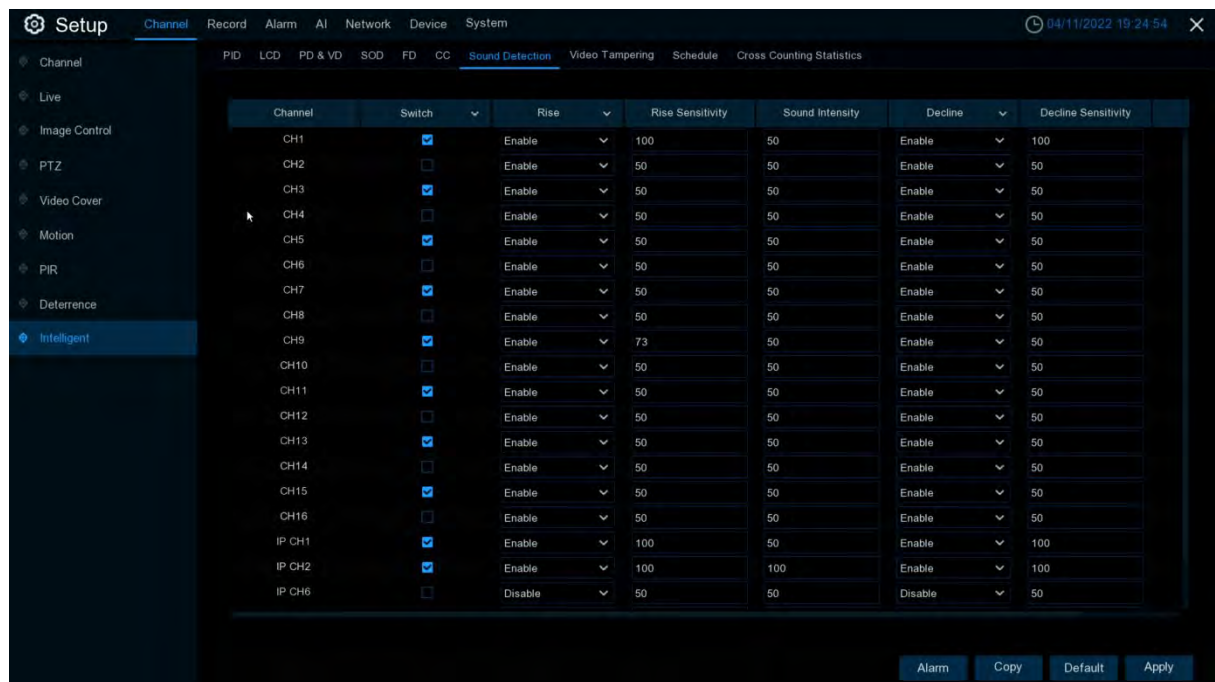 Setup Channel Record Alarm AI Network Device System 04/11/2022 19:24:54
PID LCD PD & VD SOD FD CC Sound Detection Video Tampering Schedule Cross Counting Statistics
Channel
Live
Image Control
PTZ
Video Cover
Motion
PIR
Deterrence
Intelligent
Channel Switch Rise Rise Sensitivity Sound Intensity Decline Decline Sensitivity
CH1 Enable 100 50 Enable 100
CH2 Enable 50 50 Enable 50
CH3 Enable 50 50 Enable 50
CH4 Enable 50 50 Enable 50
CH5 Enable 50 50 Enable 50
CH6 Enable 50 50 Enable 50
CH7 Enable 50 50 Enable 50
CH8 Enable 50 50 Enable 50
CH9 Enable 73 50 Enable 50
CH10 Enable 50 50 Enable 50
CH11 Enable 50 50 Enable 50
CH12 Enable 50 50 Enable 50
CH13 Enable 50 50 Enable 50
CH14 Enable 50 50 Enable 50
CH15 Enable 50 50 Enable 50
CH16 Enable 50 50 Enable 50
IP CH1 Enable 100 50 Enable 100
IP CH2 Enable 100 100 Enable 100
IP CH6 Disable 50 50 Disable 50
Alarm Copy Default Apply